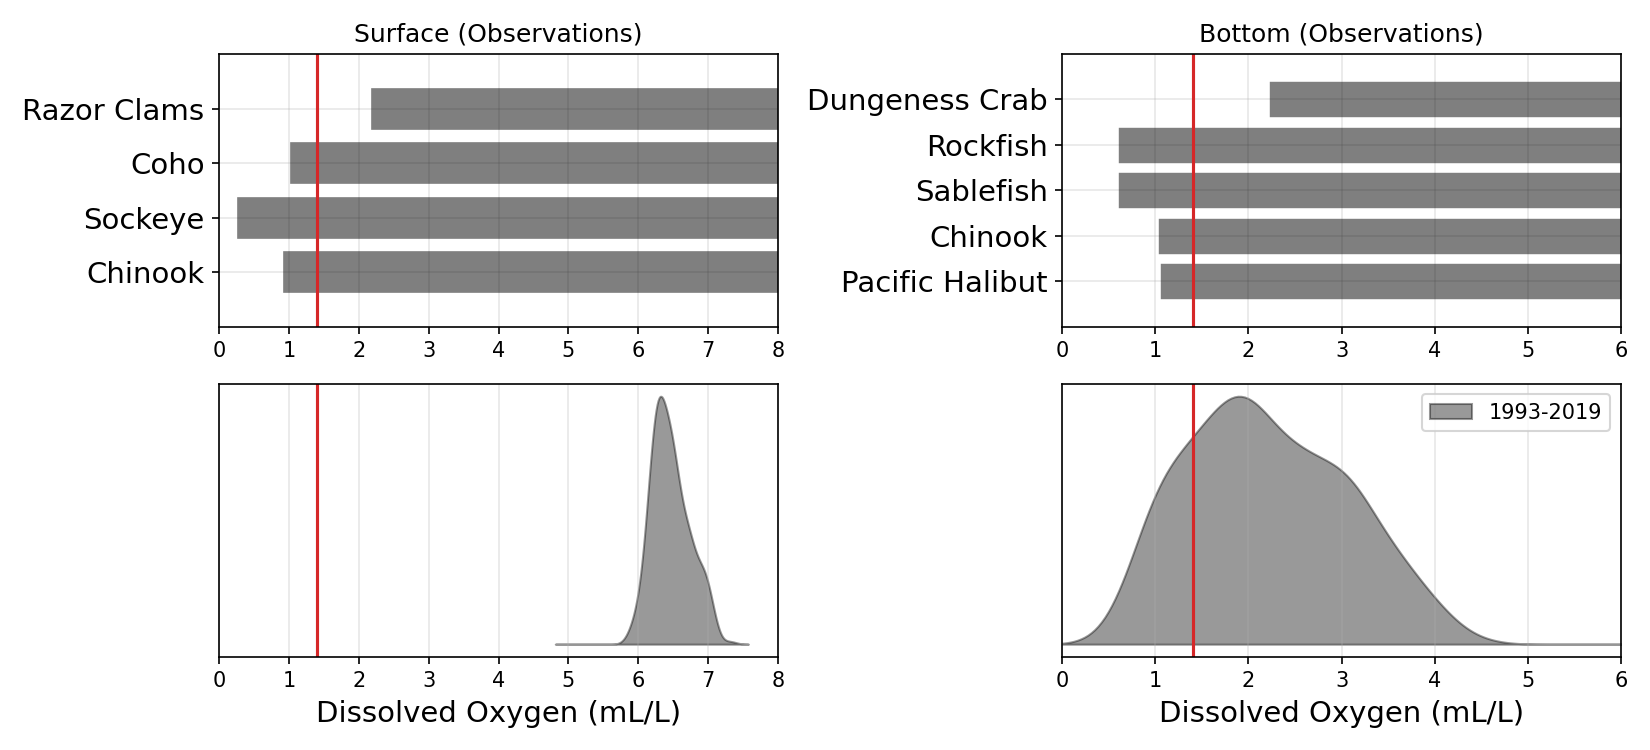 Surface (Observations)
Razor Clams
Coho
Sockeye
Chinook
0 1 2 3 4 5 6 7 8
Bottom (Observations)
Dungeness Crab
Rockfish
Sablefish
Chinook
Pacific Halibut
0 1 2 3 4 5 6
0 1 2 3 4 5 6 7 8
Dissolved Oxygen (mL/L)
1993-2019
0 1 2 3 4 5 6
Dissolved Oxygen (mL/L)